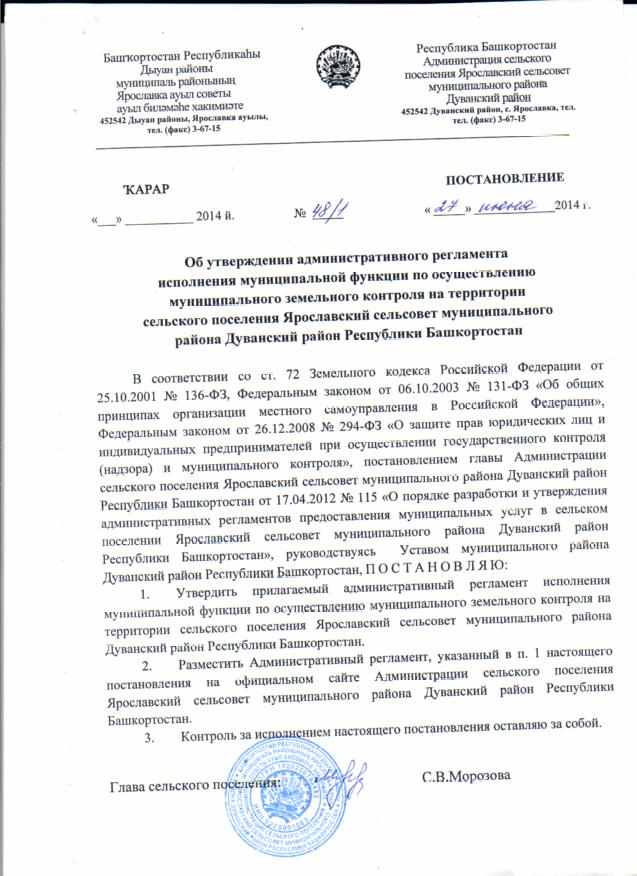 Башҡортостан Республикаһы
Дыуан районы
муниципаль районының
Ярославка ауыл советы
ауыл биләмәһе хакимиәте
452542 Дыуан районы, Ярославка ауылы,
тел. (факс) 3-67-15
Республика Башкортостан
Администрация сельского
поселения Ярославский сельсовет
муниципального района
Дуванский район
452542 Дуванский район, с. Ярославка, тел.
тел. (факс) 3-67-15
ҠАРАР
ПОСТАНОВЛЕНИЕ
«___» ___________ 2014 й.
№ 48/1
« 27 » июня 2014 г.
Об утверждении административного регламента
исполнения муниципальной функции по осуществлению
муниципального земельного контроля на территории
сельского поселения Ярославский сельсовет муниципального
района Дуванский район Республики Башкортостан
В соответствии со ст. 72 Земельного кодекса Российской Федерации от
25.10.2001 № 136-ФЗ, Федеральным законом от 06.10.2003 № 131-ФЗ «Об общих
принципах организации местного самоуправления в Российской Федерации»,
Федеральным законом от 26.12.2008 № 294-ФЗ «О защите прав юридических лиц и
индивидуальных предпринимателей при осуществлении государственного контроля
(надзора) и муниципального контроля», постановлением главы Администрации
сельского поселения Ярославский сельсовет муниципального района Дуванский район
Республики Башкортостан от 17.04.2012 № 115 «О порядке разработки и утверждения
административных регламентов предоставления муниципальных услуг в сельском
поселении Ярославский сельсовет муниципального района Дуванский район
Республики Башкортостан», руководствуясь Уставом муниципального района
Дуванский район Республики Башкортостан, П О С Т А Н О В Л Я Ю:
1. Утвердить прилагаемый административный регламент исполнения
муниципальной функции по осуществлению муниципального земельного контроля на
территории сельского поселения Ярославский сельсовет муниципального района
Дуванский район Республики Башкортостан.
2. Разместить Административный регламент, указанный в п. 1 настоящего
постановления на официальном сайте Администрации сельского поселения
Ярославский сельсовет муниципального района Дуванский район Республики
Башкортостан.
3. Контроль за исполнением настоящего постановления оставляю за собой.
Глава сельского поселения:
С.В.Морозова